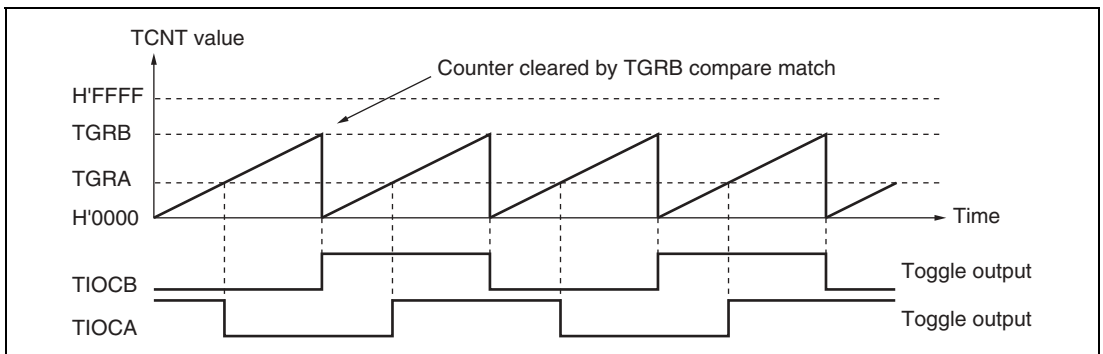 TCNT value
Counter cleared by TGRB compare match
H'FFFF
TGRB
TGRA
H'0000
Time
TIOCB
Toggle output
TIOCA
Toggle output